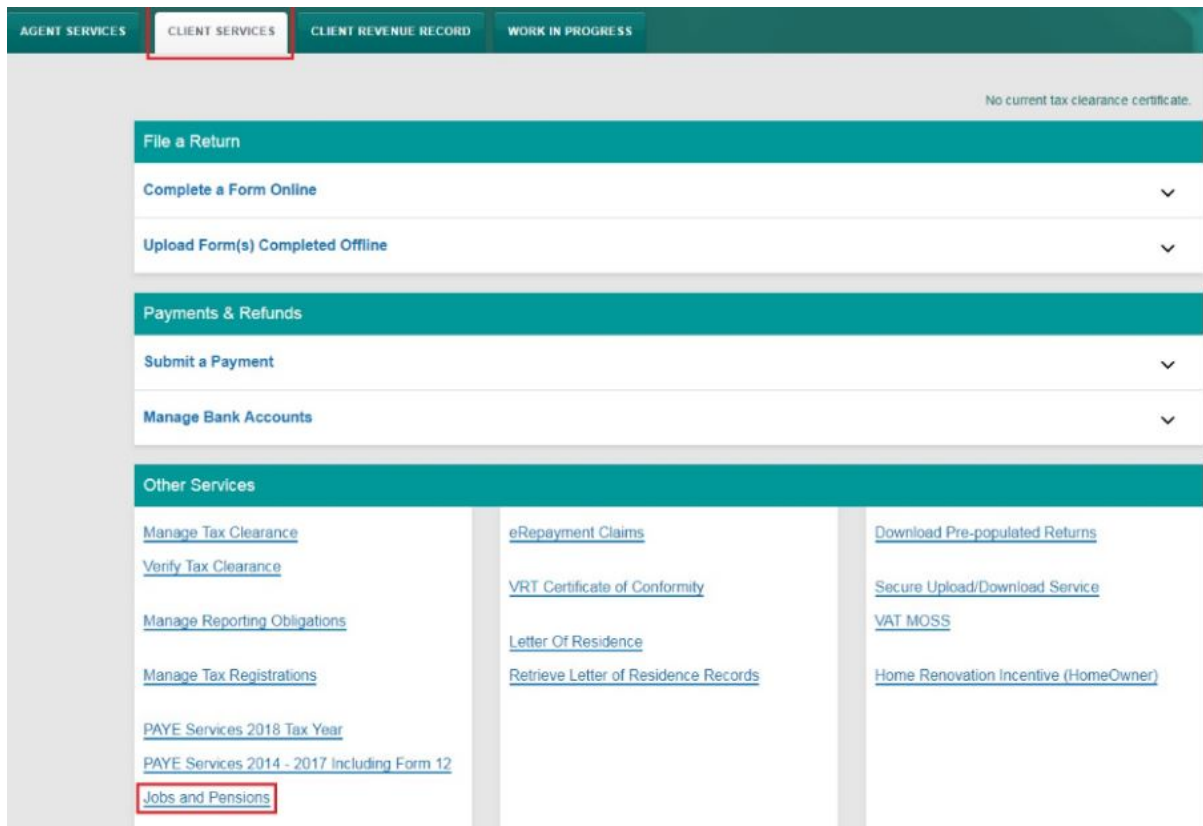 AGENT SERVICES
CLIENT SERVICES
CLIENT REVENUE RECORD
WORK IN PROGRESS
No current tax clearance certificate.
File a Return
Complete a Form Online
Upload Form(s) Completed Offline
Payments & Refunds
Submit a Payment
Manage Bank Accounts
Other Services
Manage Tax Clearance
Verify Tax Clearance
Manage Reporting Obligations
Manage Tax Registrations
PAYE Services 2018 Tax Year
PAYE Services 2014 - 2017 Including Form 12
Jobs and Pensions
eRepayment Claims
VRT Certificate of Conformity
Letter Of Residence
Retrieve Letter of Residence Records
Download Pre-populated Returns
Secure Upload/Download Service
VAT MOSS
Home Renovation Incentive (HomeOwner)